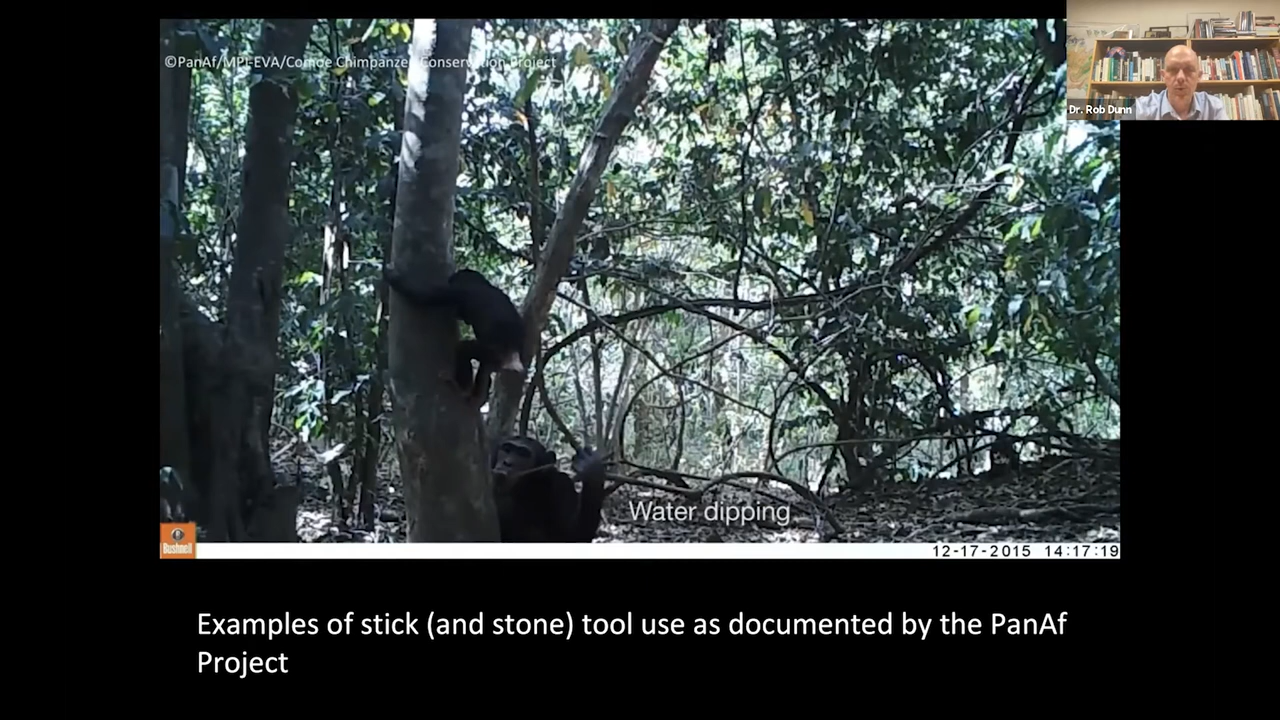 ©PanAf/MPI-EVA/Comoe Chimpanzee Conservation Project
Dr. Rob Dunn
Water dipping
Bushnell
12-17-2015 14:17:19
Examples of stick (and stone) tool use as documented by the PanAf
Project